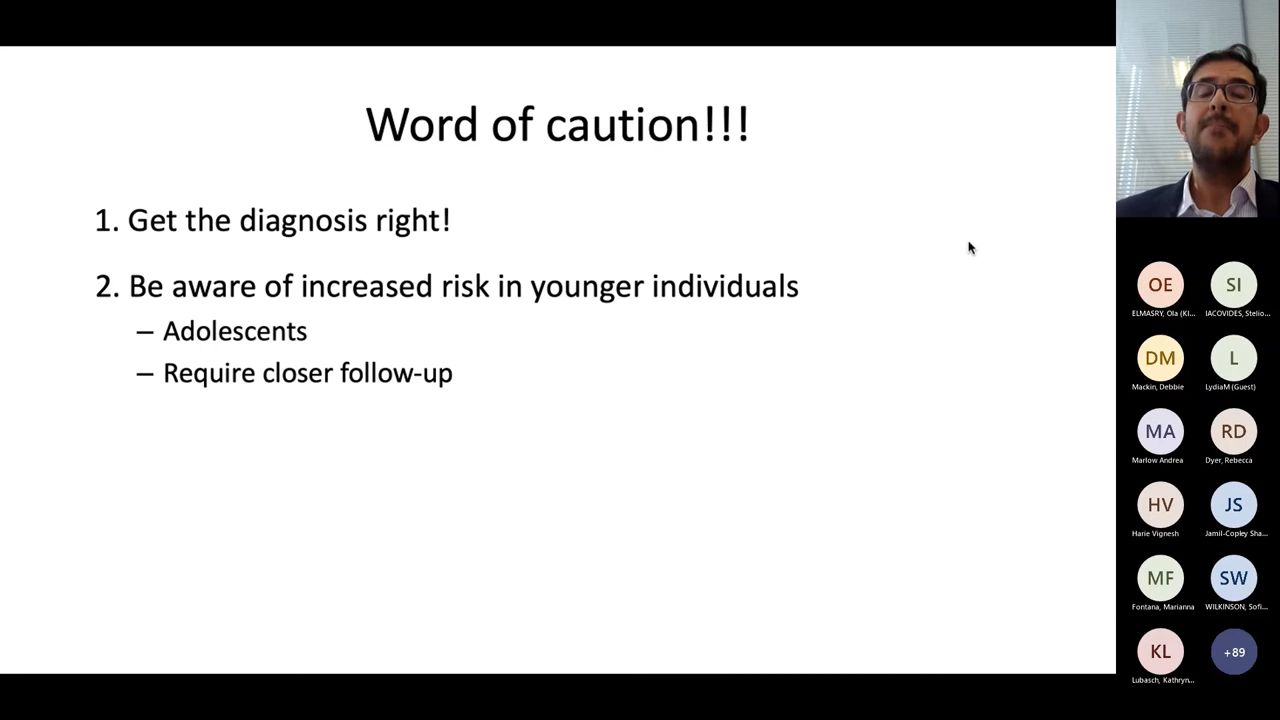 Word of caution!!!
1. Get the diagnosis right!
2. Be aware of increased risk in younger individuals
– Adolescents
– Require closer follow-up
OE SI
ELMASRY, Ola (KI... IACOVIDES, Stelio...
DM L
Mackin, Debbie LydiaM (Guest)
MA RD
Marlow Andrea Dyer, Rebecca
HV JS
Harie Vignesh Jamil-Copley Sha...
MF SW
Fontana, Marianna WILKINSON, Sofi...
KL +89
Lubasch, Kathryn...